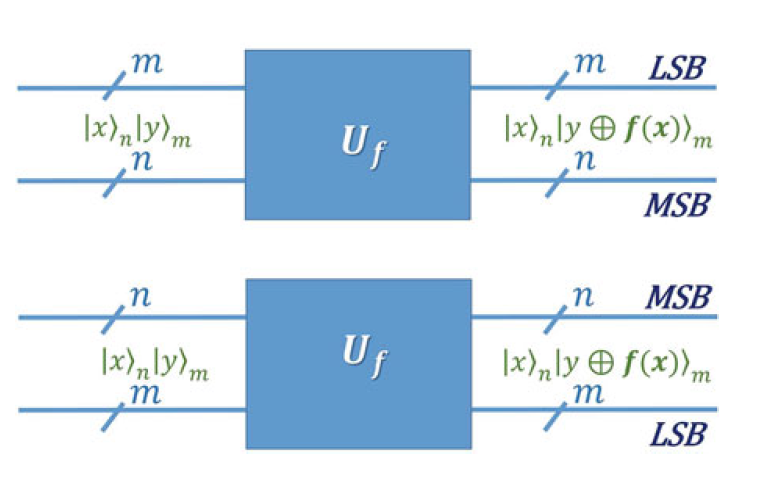 m m LSB
|x⟩ₙ|y⟩ₘ U_f |x⟩ₙ|y ⊕ f(x)⟩ₘ
n n
MSB
n n MSB
|x⟩ₙ|y⟩ₘ U_f |x⟩ₙ|y ⊕ f(x)⟩ₘ
m m
LSB